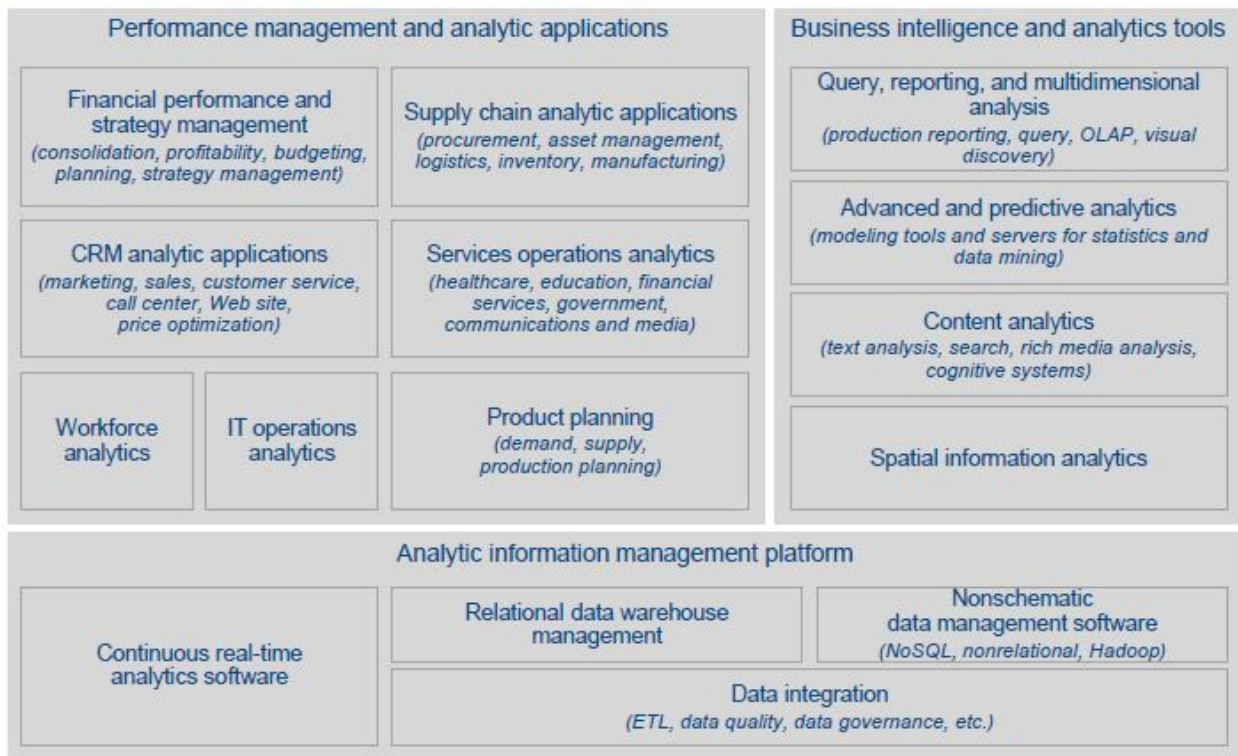 Performance management and analytic applications
Financial performance and
strategy management
(consolidation, profitability, budgeting,
planning, strategy management)
Supply chain analytic applications
(procurement, asset management,
logistics, inventory, manufacturing)
CRM analytic applications
(marketing, sales, customer service,
call center, Web site,
price optimization)
Services operations analytics
(healthcare, education, financial
services, government,
communications and media)
Workforce
analytics
IT operations
analytics
Product planning
(demand, supply,
production planning)
Business intelligence and analytics tools
Query, reporting, and multidimensional
analysis
(production reporting, query, OLAP, visual
discovery)
Advanced and predictive analytics
(modeling tools and servers for statistics and
data mining)
Content analytics
(text analysis, search, rich media analysis,
cognitive systems)
Spatial information analytics
Analytic information management platform
Continuous real-time
analytics software
Relational data warehouse
management
Nonschematic
data management software
(NoSQL, nonrelational, Hadoop)
Data integration
(ETL, data quality, data governance, etc.)